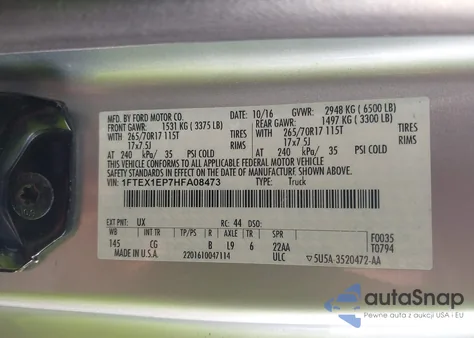 MFD. BY FORD MOTOR CO.
DATE: 10/16 GVWR: 2948 KG ( 6500 LB)
FRONT GAWR: 1531 KG ( 3375 LB) REAR GAWR: 1497 KG ( 3300 LB)
WITH TIRES WITH TIRES
265/70R17 115T 265/70R17 115T
17x7.5J RIMS 17x7.5J RIMS
AT 240 kPa/ 35 PSI COLD AT 240 kPa/ 35 PSI COLD
THIS VEHICLE CONFORMS TO ALL APPLICABLE FEDERAL MOTOR VEHICLE
SAFETY STANDARDS IN EFFECT ON THE DATE OF MANUFACTURE SHOWN ABOVE.
VIN: 1FTEX1EP7HFA08473 TYPE: Truck
EXT PNT: UX RC: 44 DSO:
WB INT TR TP/PS R AXLE TR SPR F0035
145 CG B L9 6 22AA T0794
MADE IN U.S.A. 2201610047114 ULC 5U5A-3520472-AA
autoSnap
Pewne auta z USA i EU